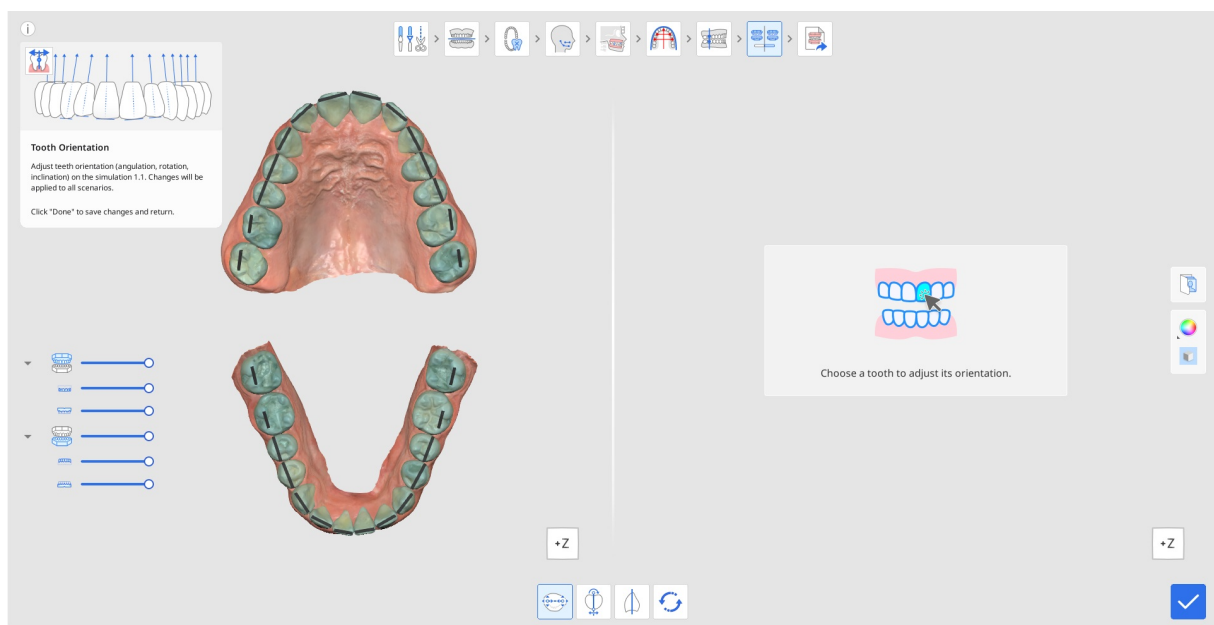 Tooth Orientation
Adjust teeth orientation (angulation, rotation,
inclination) on the simulation 1.1. Changes will be
applied to all scenarios.
Click "Done" to save changes and return.
Choose a tooth to adjust its orientation.
+Z
+Z